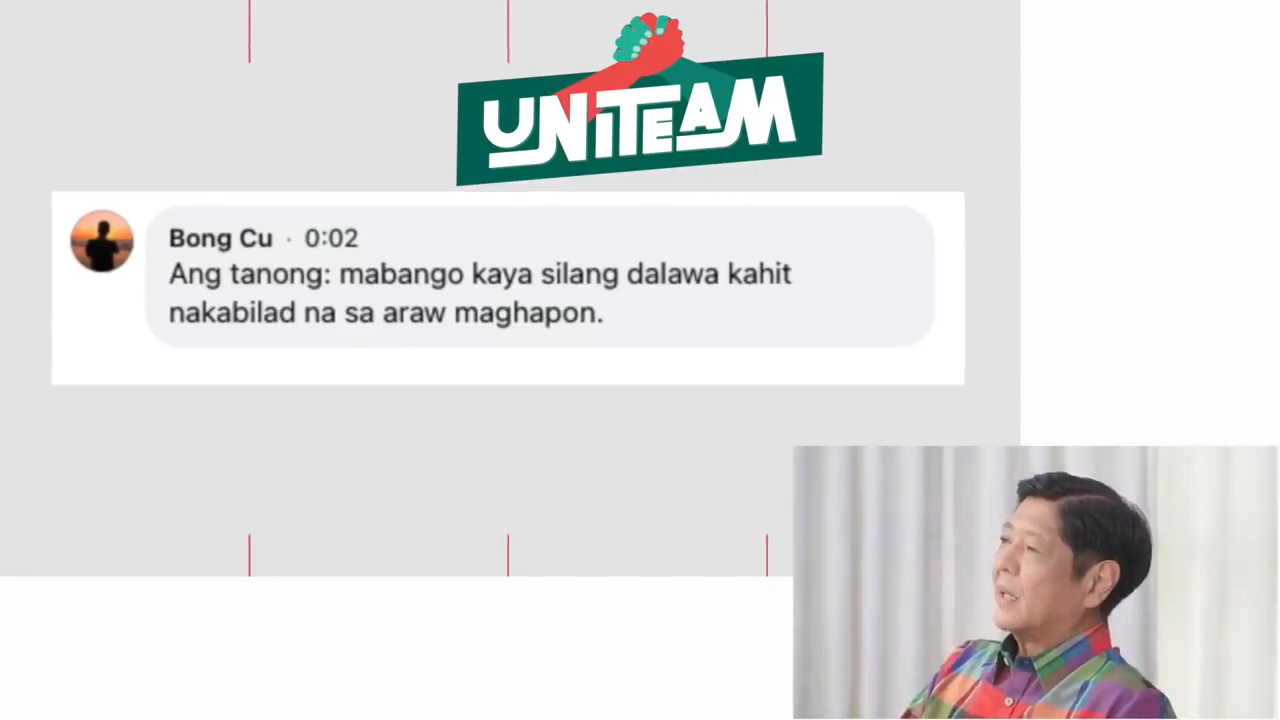 UNITEAM
Bong Cu · 0:02
Ang tanong: mabango kaya silang dalawa kahit
nakabilad na sa araw maghapon.